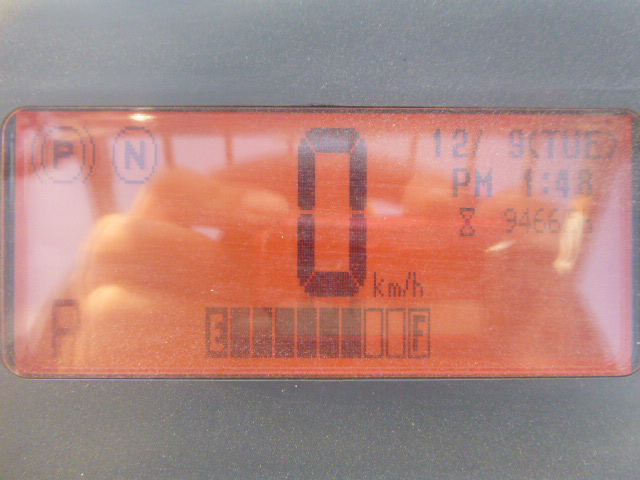 P N
0 km/h
12/ 9(TUE)
PM 1:48
P
E F